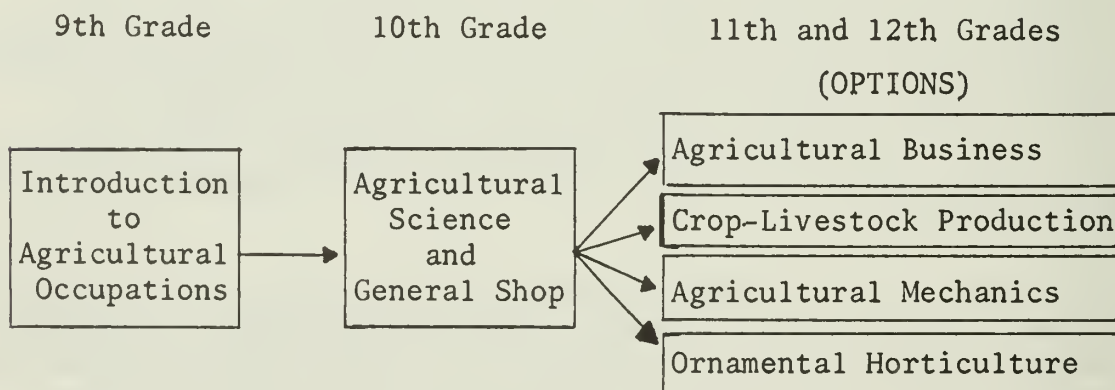 9th Grade
10th Grade
11th and 12th Grades
(OPTIONS)
Introduction
to
Agricultural
Occupations
Agricultural
Science
and
General Shop
Agricultural Business
Crop-Livestock Production
Agricultural Mechanics
Ornamental Horticulture